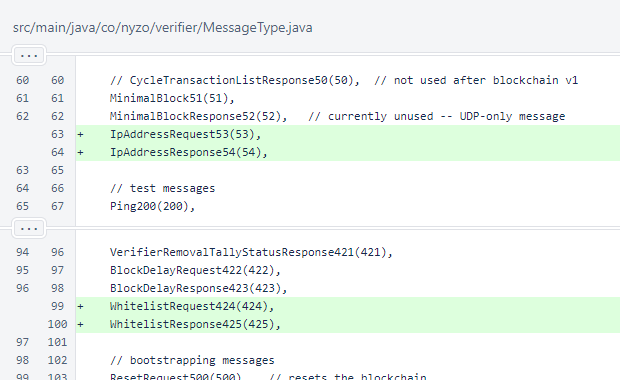 src/main/java/co/nyzo/verifier/MessageType.java
...
60 60 // CycleTransactionListResponse50(50), // not used after blockchain v1
61 61 MinimalBlock51(51),
62 62 MinimalBlockResponse52(52), // currently unused -- UDP-only message
63 + IpAddressRequest53(53),
64 + IpAddressResponse54(54),
63 65
64 66 // test messages
65 67 Ping200(200),
...
94 96 VerifierRemovalTallyStatusResponse421(421),
95 97 BlockDelayRequest422(422),
96 98 BlockDelayResponse423(423),
99 + WhitelistRequest424(424),
100 + WhitelistResponse425(425),
97 101
98 102 // bootstrapping messages
99 103 ResetRequest500(500), // resets the blockchain